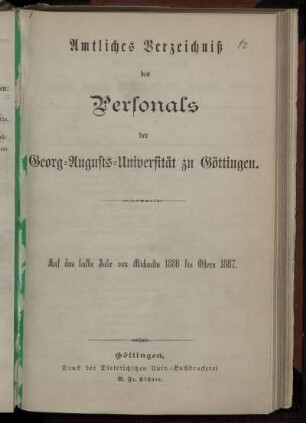 Amtliches Verzeichniß
12
des
Personals
der
Georg=Augusts=Universität zu Göttingen.
Auf das halbe Jahr von Michaelis 1886 bis Ostern 1887.
Göttingen,
Druck der Dieterichschen Univ.=Buchdruckerei
W. Fr. Kästner.